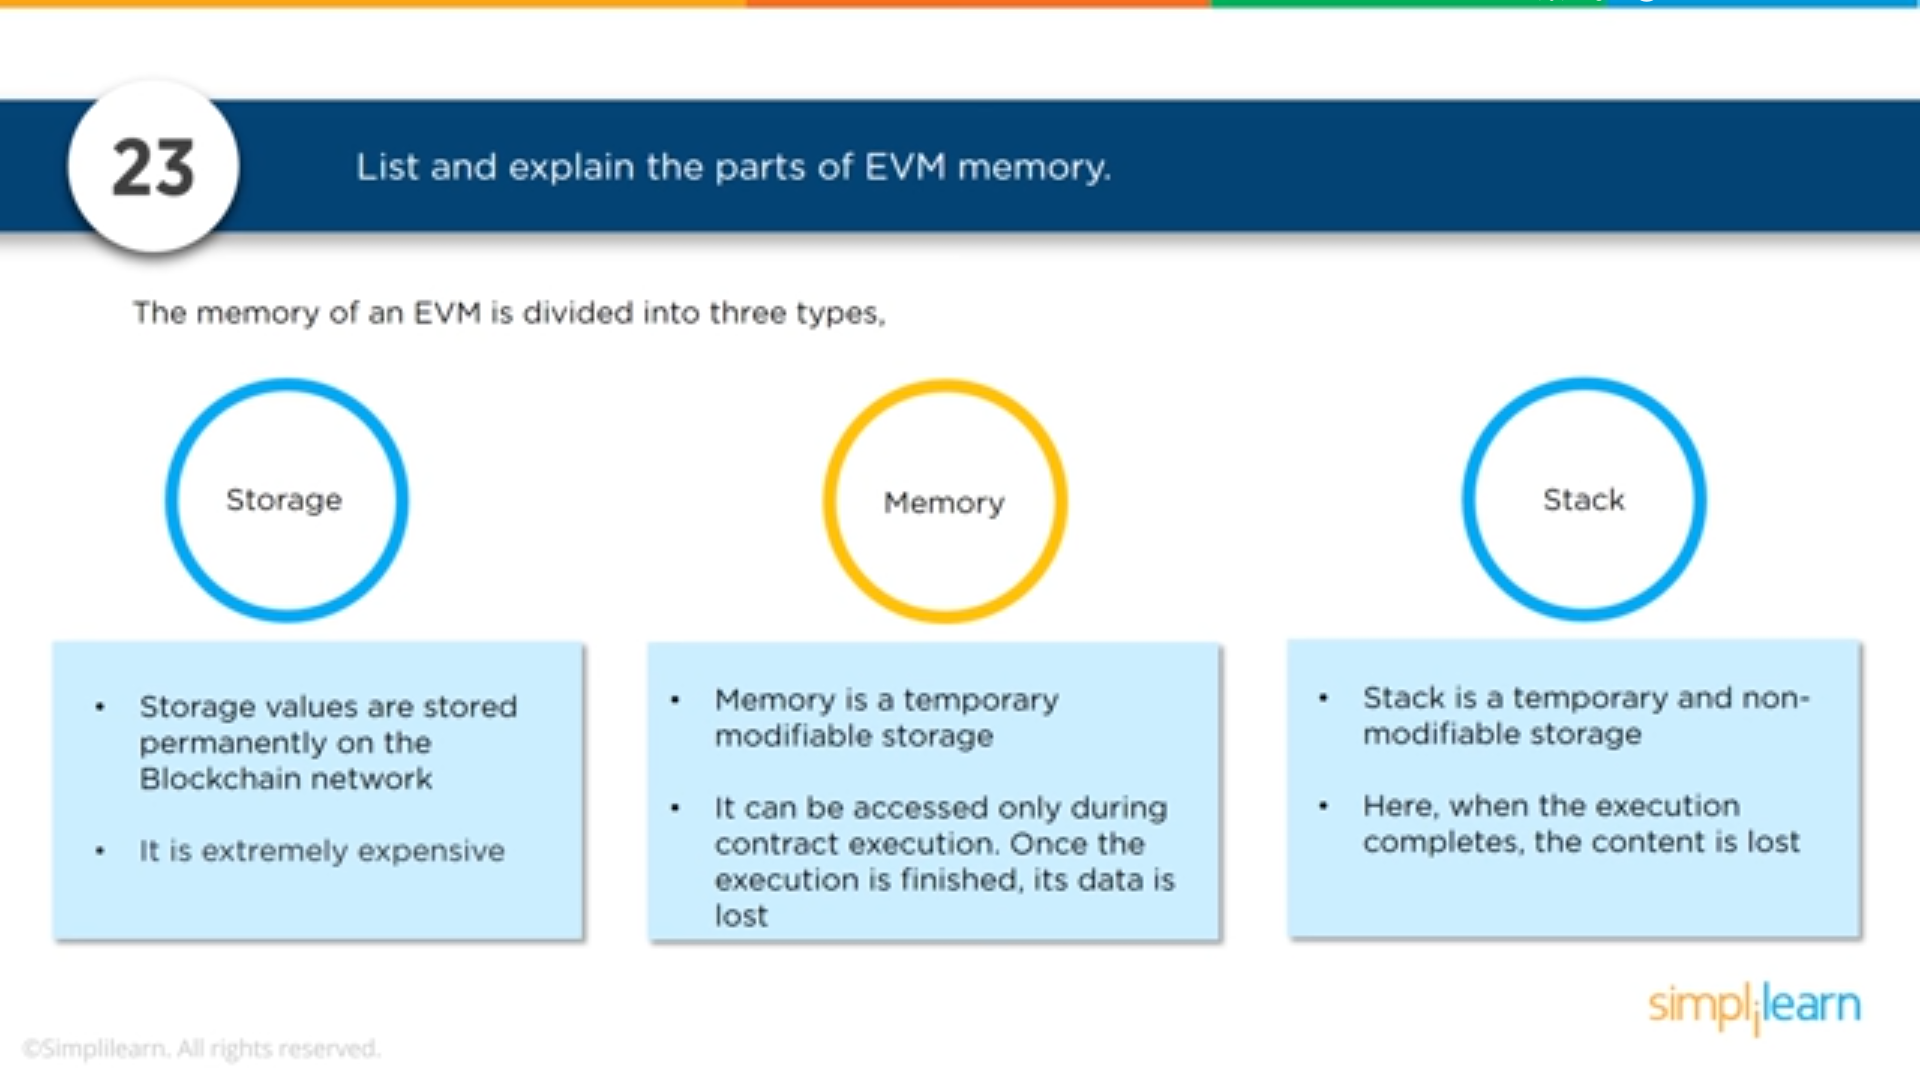 23
List and explain the parts of EVM memory.
The memory of an EVM is divided into three types,
Storage
• Storage values are stored
permanently on the
Blockchain network
• It is extremely expensive
Memory
• Memory is a temporary
modifiable storage
• It can be accessed only during
contract execution. Once the
execution is finished, its data is
lost
Stack
• Stack is a temporary and non-
modifiable storage
• Here, when the execution
completes, the content is lost
simplilearn
©Simplilearn. All rights reserved.